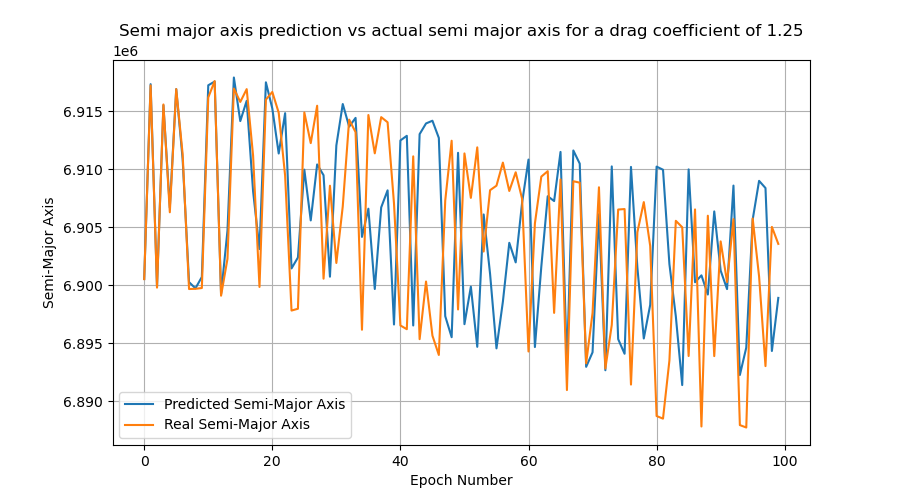 Semi major axis prediction vs actual semi major axis for a drag coefficient of 1.25
1e6
6.915
6.910
6.905
6.900
6.895
6.890
Semi-Major Axis
Predicted Semi-Major Axis
Real Semi-Major Axis
0 20 40 60 80 100
Epoch Number